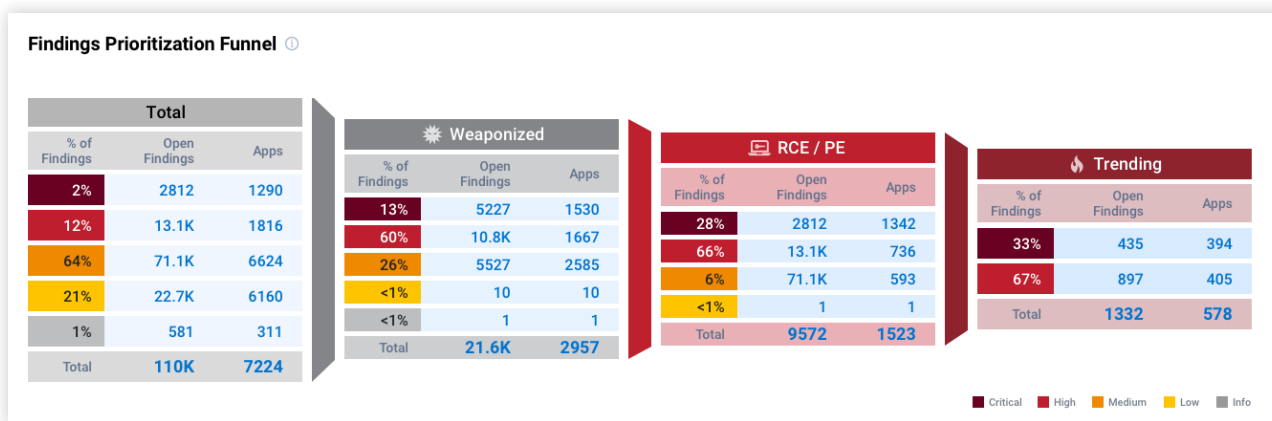 Findings Prioritization Funnel
Total
% of Findings Open Findings Apps
2% 2812 1290
12% 13.1K 1816
64% 71.1K 6624
21% 22.7K 6160
1% 581 311
Total 110K 7224
Weaponized
% of Findings Open Findings Apps
13% 5227 1530
60% 10.8K 1667
26% 5527 2585
<1% 10 10
<1% 1 1
Total 21.6K 2957
RCE / PE
% of Findings Open Findings Apps
28% 2812 1342
66% 13.1K 736
6% 71.1K 593
<1% 1 1
Total 9572 1523
Trending
% of Findings Open Findings Apps
33% 435 394
67% 897 405
Total 1332 578
Critical High Medium Low Info